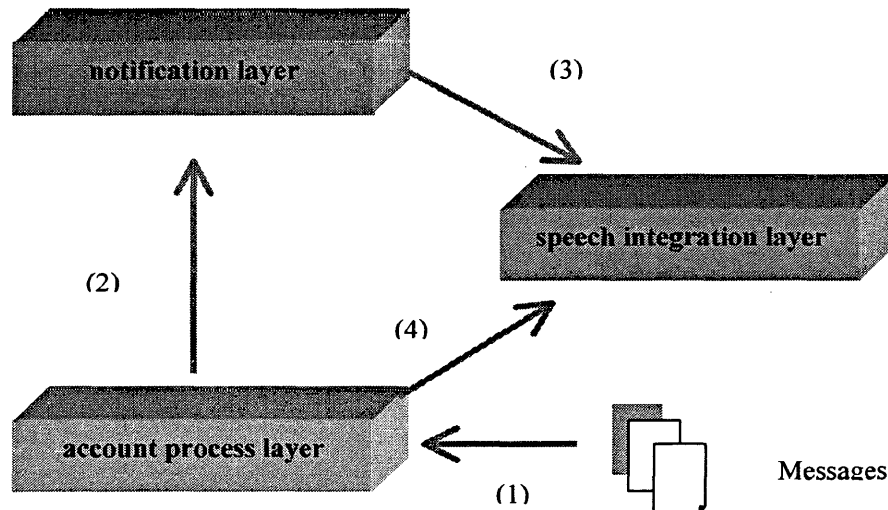 notification layer
(3)
speech integration layer
(2)
(4)
account process layer
Messages
(1)